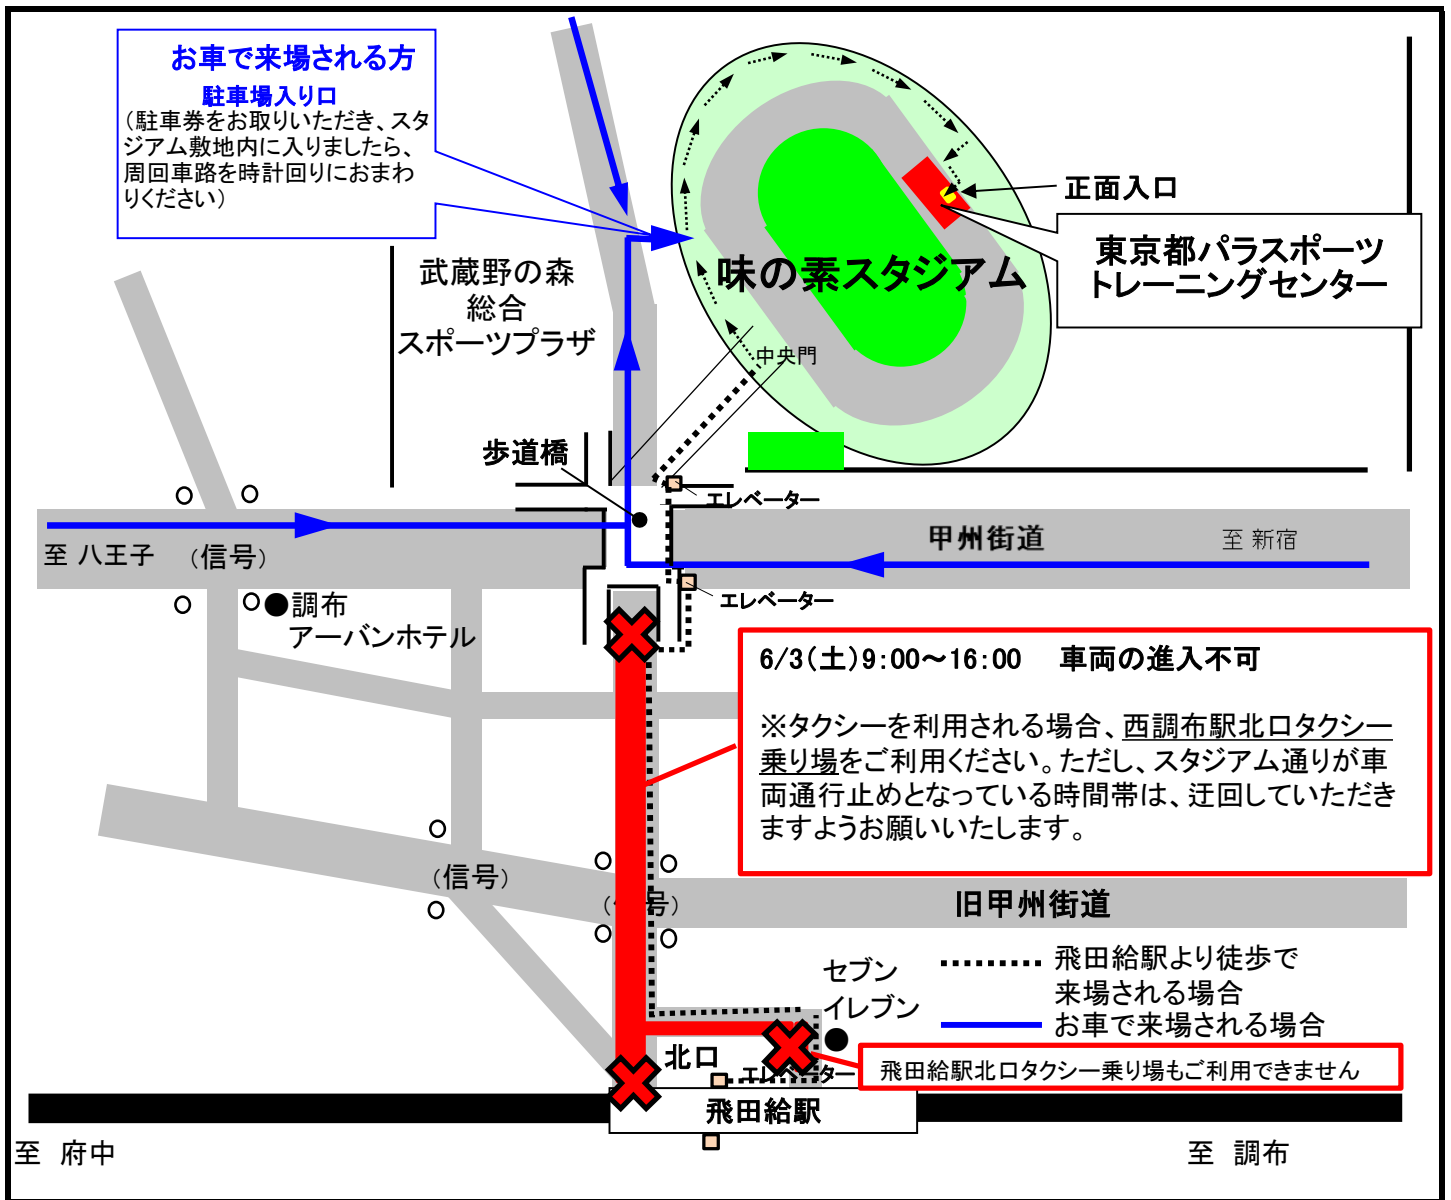 お車で来場される方
駐車場入り口
（駐車券をお取りいただき、スタ
ジアム敷地内に入りましたら、
周回車路を時計回りにおまわ
りください）
正面入口
東京都パラスポーツ
トレーニングセンター
味の素スタジアム
武蔵野の森
総合
スポーツプラザ
中央門
歩道橋
エレベーター
甲州街道
至 新宿
至 八王子
（信号）
エレベーター
●調布
アーバンホテル
6/3（土）9:00～16:00　車両の進入不可
※タクシーを利用される場合、西調布駅北口タクシー
乗り場をご利用ください。ただし、スタジアム通りが車
両通行止めとなっている時間帯は、迂回していただき
ますようお願いいたします。
（信号）
号）
旧甲州街道
セブン
イレブン
飛田給駅より徒歩で
来場される場合
お車で来場される場合
北口
エレベーター
飛田給駅北口タクシー乗り場もご利用できません
飛田給駅
至 府中
至 調布